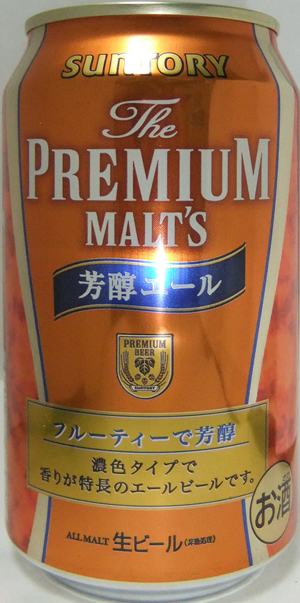 SUNTORY
The
PREMIUM
MALT'S
芳醇エール
PREMIUM
BEER
SUNTORY
フルーティーで芳醇
濃色タイプで
香りが特長のエールビールです。
お酒
ALL MALT 生ビール (非熱処理)